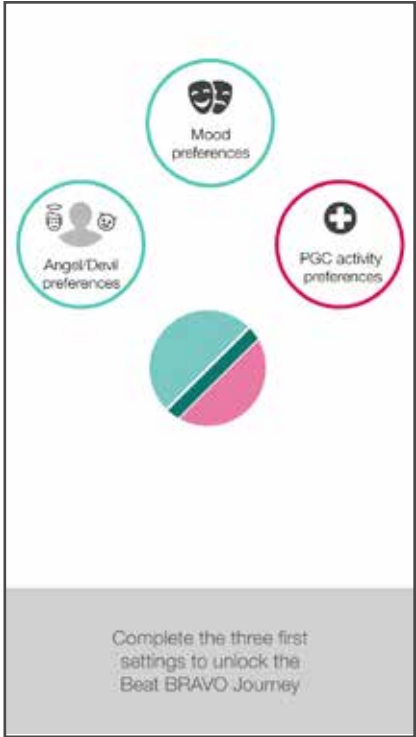 Mood
preferences
Angel/Devil
preferences
PGC activity
preferences
Complete the three first
settings to unlock the
Beat BRAVO Journey